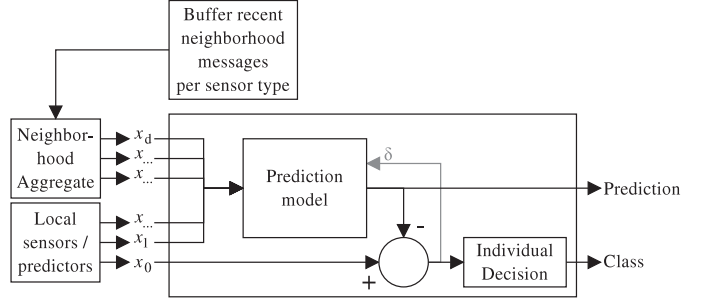 Buffer recent
neighborhood
messages
per sensor type
Neighbor-
hood
Aggregate
x_d
x_...
x_...
Local
sensors /
predictors
x_...
x_1
x_0
Prediction
model
δ
-
+
Individual
Decision
Prediction
Class